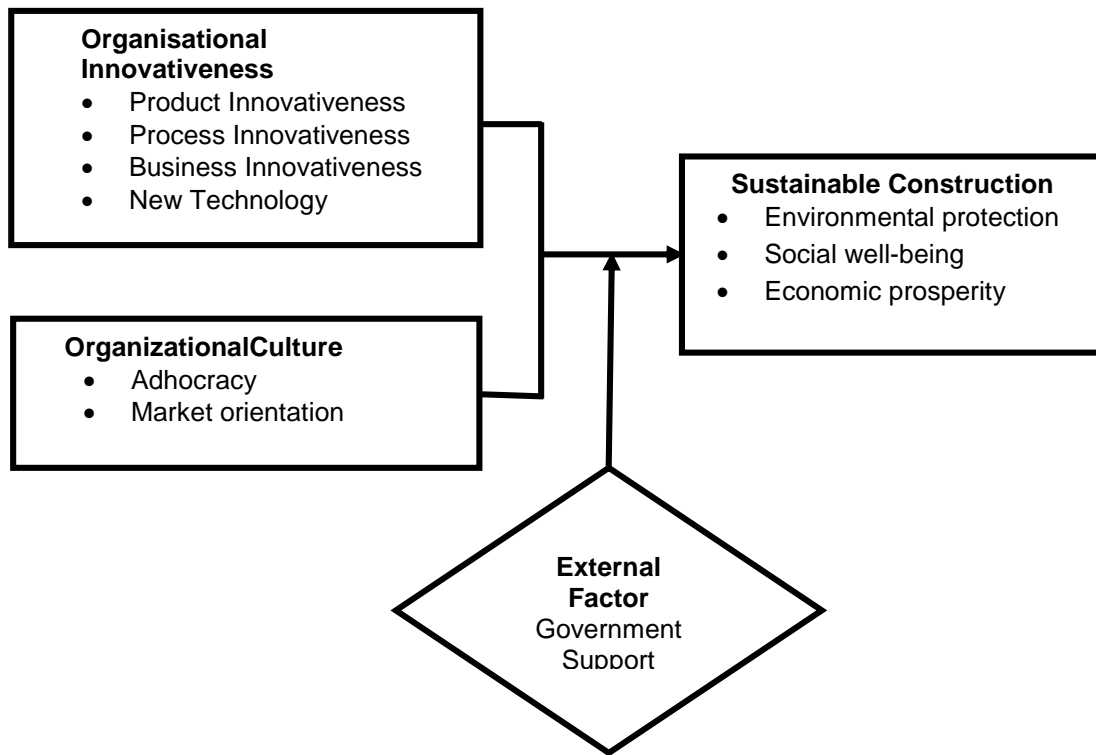 Organisational
Innovativeness
• Product Innovativeness
• Process Innovativeness
• Business Innovativeness
• New Technology
OrganizationalCulture
• Adhocracy
• Market orientation
Sustainable Construction
• Environmental protection
• Social well-being
• Economic prosperity
External
Factor
Government
Support